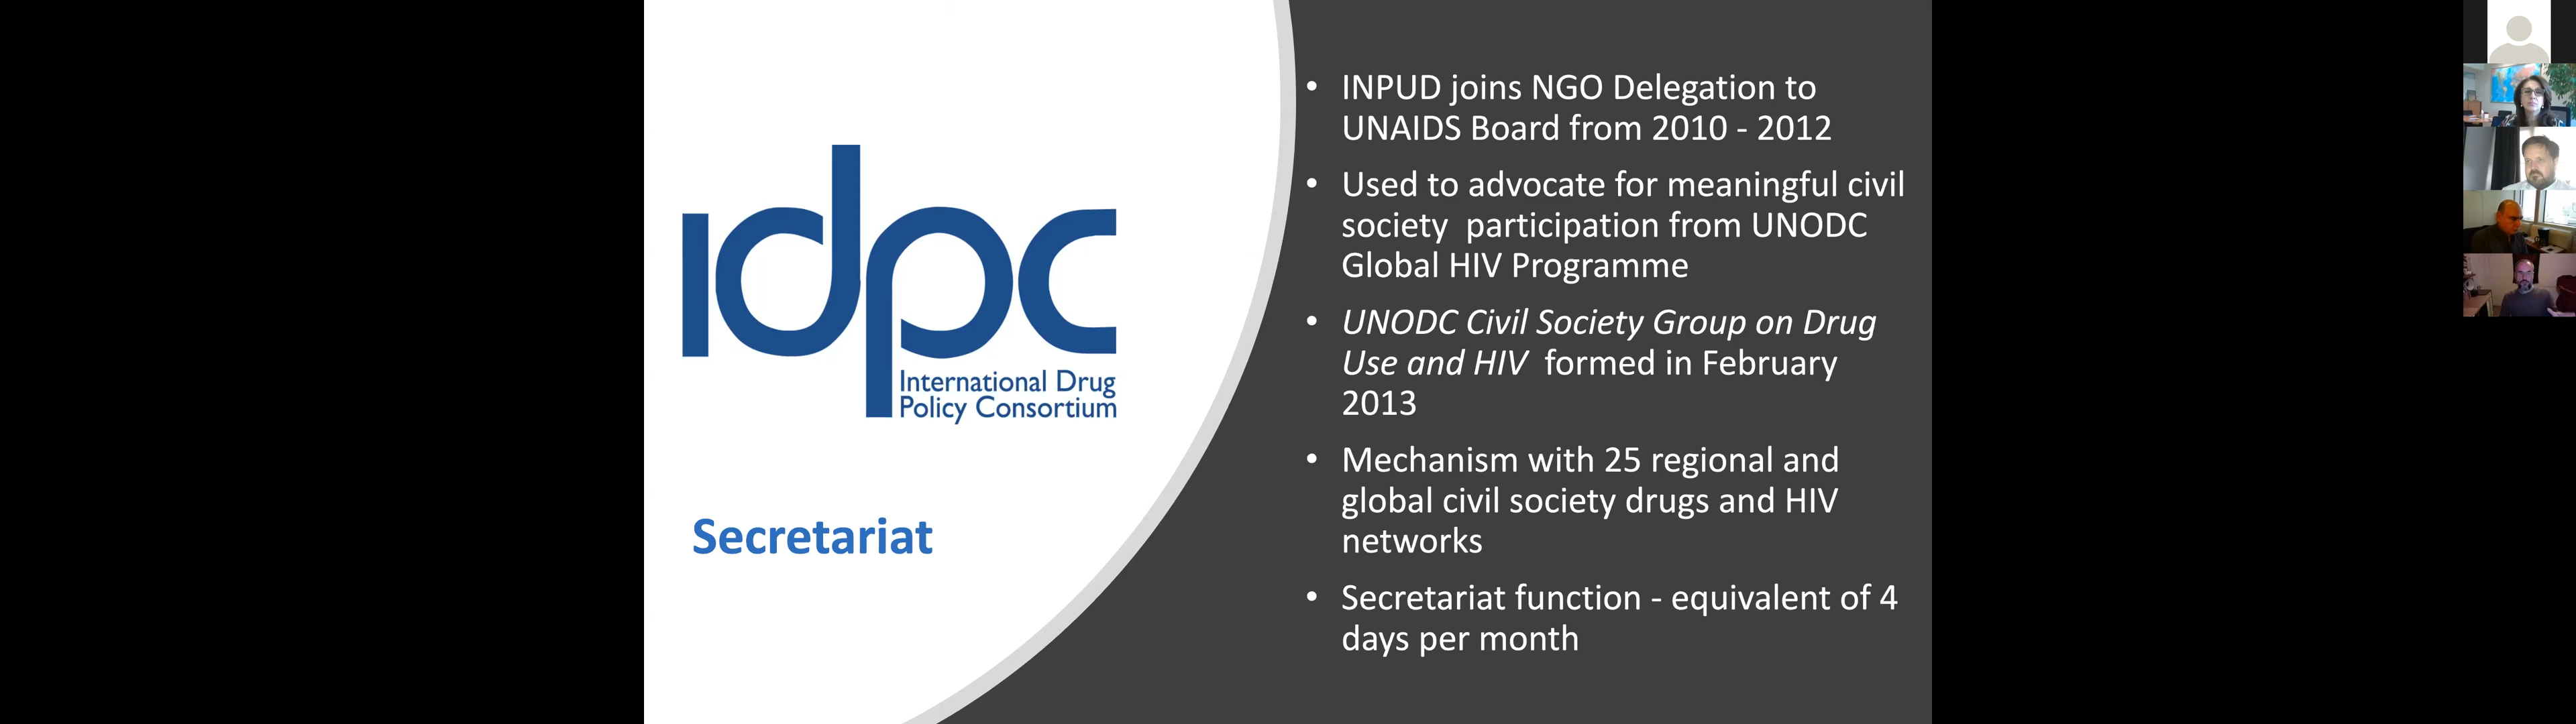 idpc
International Drug
Policy Consortium
Secretariat
• INPUD joins NGO Delegation to
UNAIDS Board from 2010 - 2012
• Used to advocate for meaningful civil
society  participation from UNODC
Global HIV Programme
• UNODC Civil Society Group on Drug
Use and HIV  formed in February
2013
• Mechanism with 25 regional and
global civil society drugs and HIV
networks
• Secretariat function - equivalent of 4
days per month